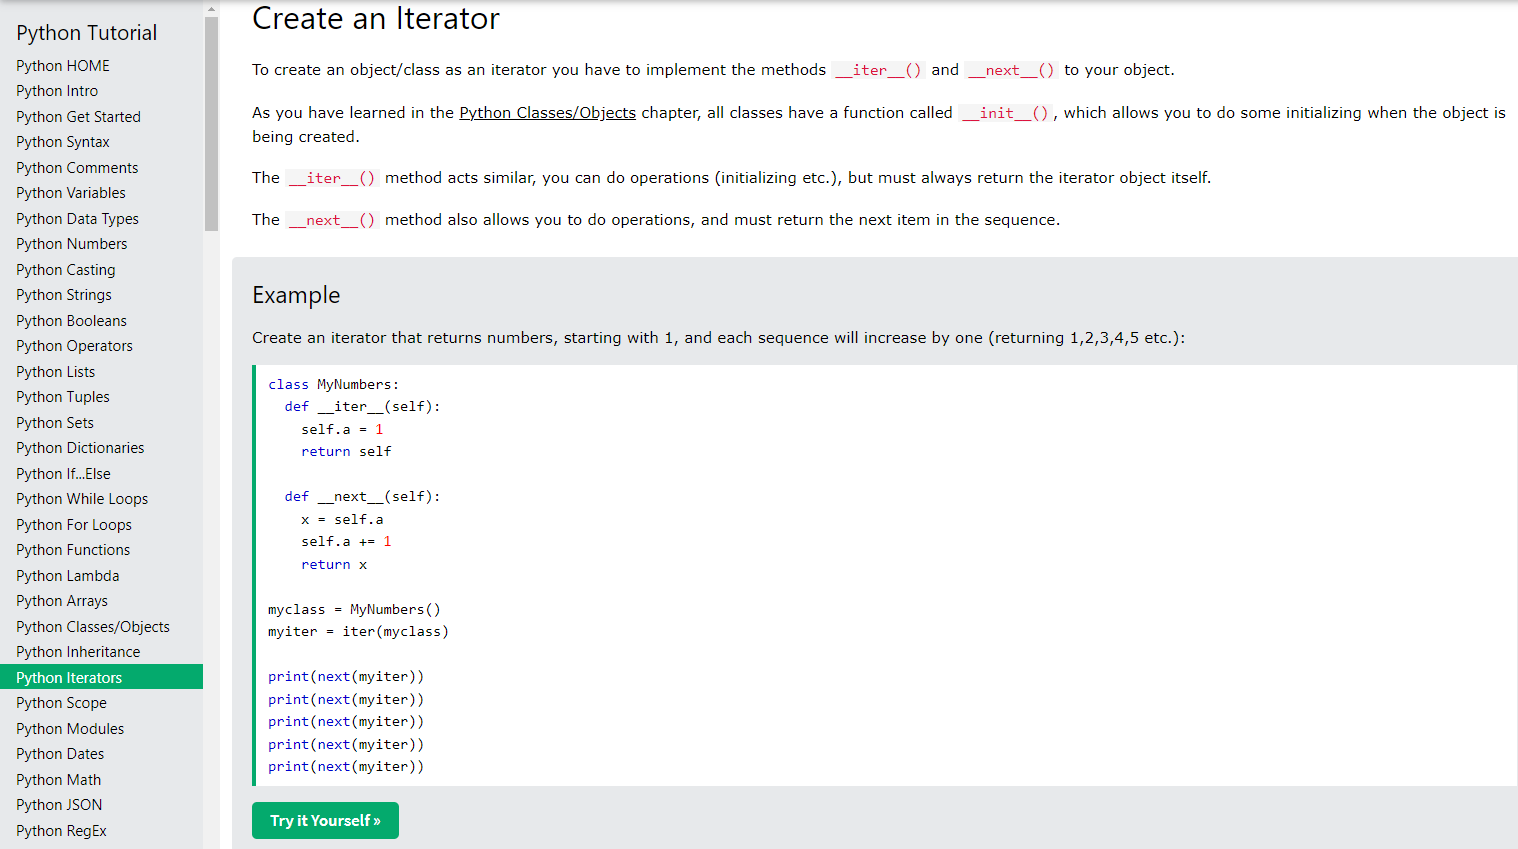 Python Tutorial
Python HOME
Python Intro
Python Get Started
Python Syntax
Python Comments
Python Variables
Python Data Types
Python Numbers
Python Casting
Python Strings
Python Booleans
Python Operators
Python Lists
Python Tuples
Python Sets
Python Dictionaries
Python If...Else
Python While Loops
Python For Loops
Python Functions
Python Lambda
Python Arrays
Python Classes/Objects
Python Inheritance
Python Iterators
Python Scope
Python Modules
Python Dates
Python Math
Python JSON
Python RegEx
Create an Iterator
To create an object/class as an iterator you have to implement the methods __iter__() and __next__() to your object.
As you have learned in the Python Classes/Objects chapter, all classes have a function called __init__(), which allows you to do some initializing when the object is
being created.
The __iter__() method acts similar, you can do operations (initializing etc.), but must always return the iterator object itself.
The __next__() method also allows you to do operations, and must return the next item in the sequence.
Example
Create an iterator that returns numbers, starting with 1, and each sequence will increase by one (returning 1,2,3,4,5 etc.):
class MyNumbers:
  def __iter__(self):
    self.a = 1
    return self
  def __next__(self):
    x = self.a
    self.a += 1
    return x
myclass = MyNumbers()
myiter = iter(myclass)
print(next(myiter))
print(next(myiter))
print(next(myiter))
print(next(myiter))
print(next(myiter))
Try it Yourself »